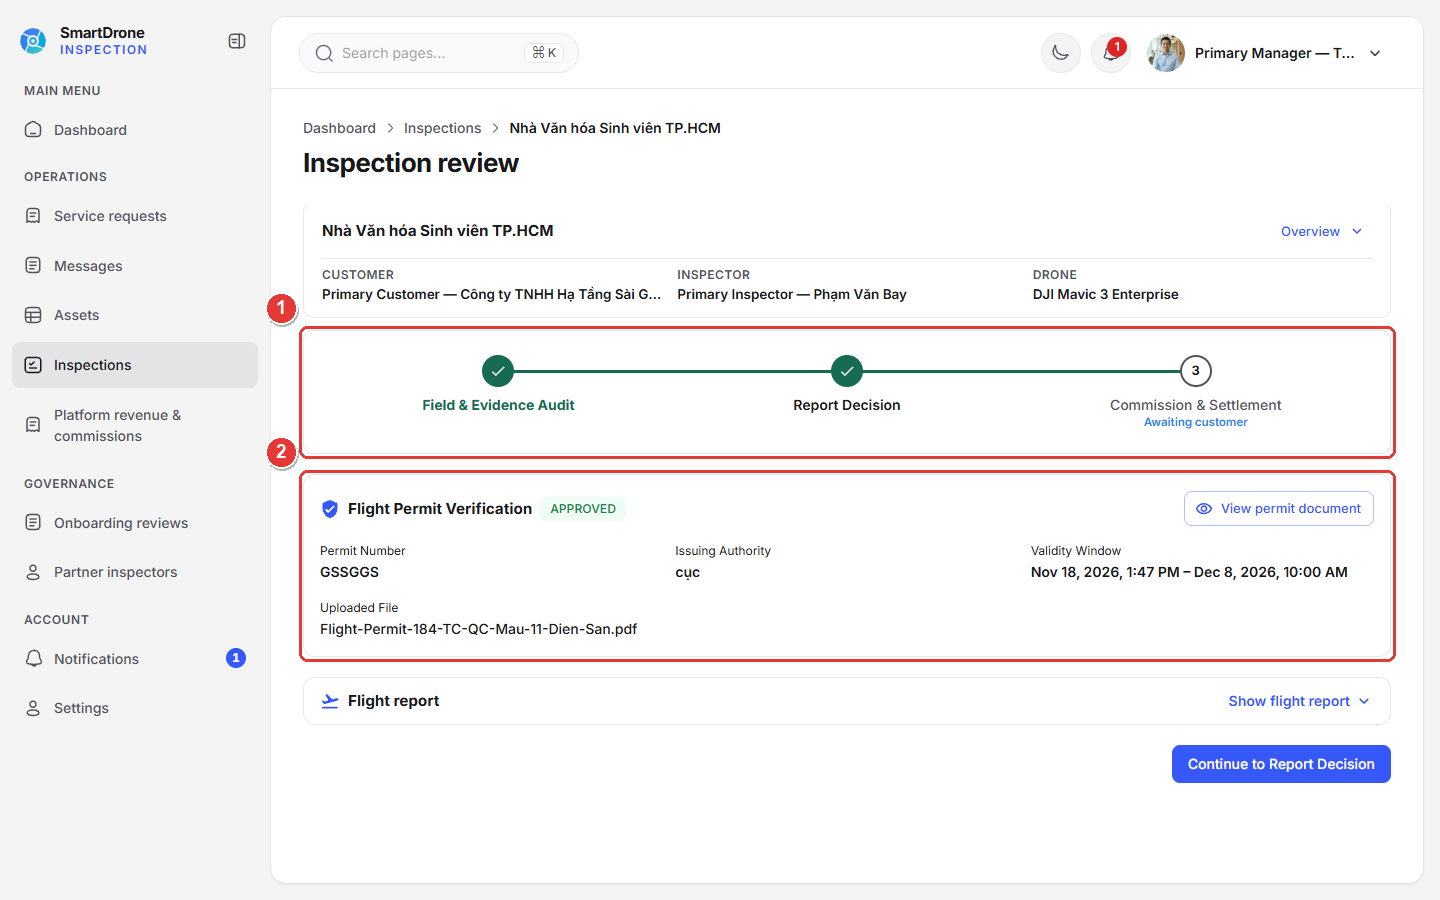 SmartDrone
INSPECTION
MAIN MENU
Dashboard
OPERATIONS
Service requests
Messages
Assets
Inspections
Platform revenue &
commissions
GOVERNANCE
Onboarding reviews
Partner inspectors
ACCOUNT
Notifications 1
Settings
Search pages... ⌘ K
1
Primary Manager — T...
Dashboard > Inspections > Nhà Văn hóa Sinh viên TP.HCM
Inspection review
Nhà Văn hóa Sinh viên TP.HCM
Overview
CUSTOMER INSPECTOR DRONE
Primary Customer — Công ty TNHH Hạ Tầng Sài G... Primary Inspector — Phạm Văn Bay DJI Mavic 3 Enterprise
1
3
Field & Evidence Audit Report Decision Commission & Settlement
Awaiting customer
2
Flight Permit Verification APPROVED
View permit document
Permit Number Issuing Authority Validity Window
GSSGGS cục Nov 18, 2026, 1:47 PM – Dec 8, 2026, 10:00 AM
Uploaded File
Flight-Permit-184-TC-QC-Mau-11-Dien-San.pdf
Flight report
Show flight report
Continue to Report Decision